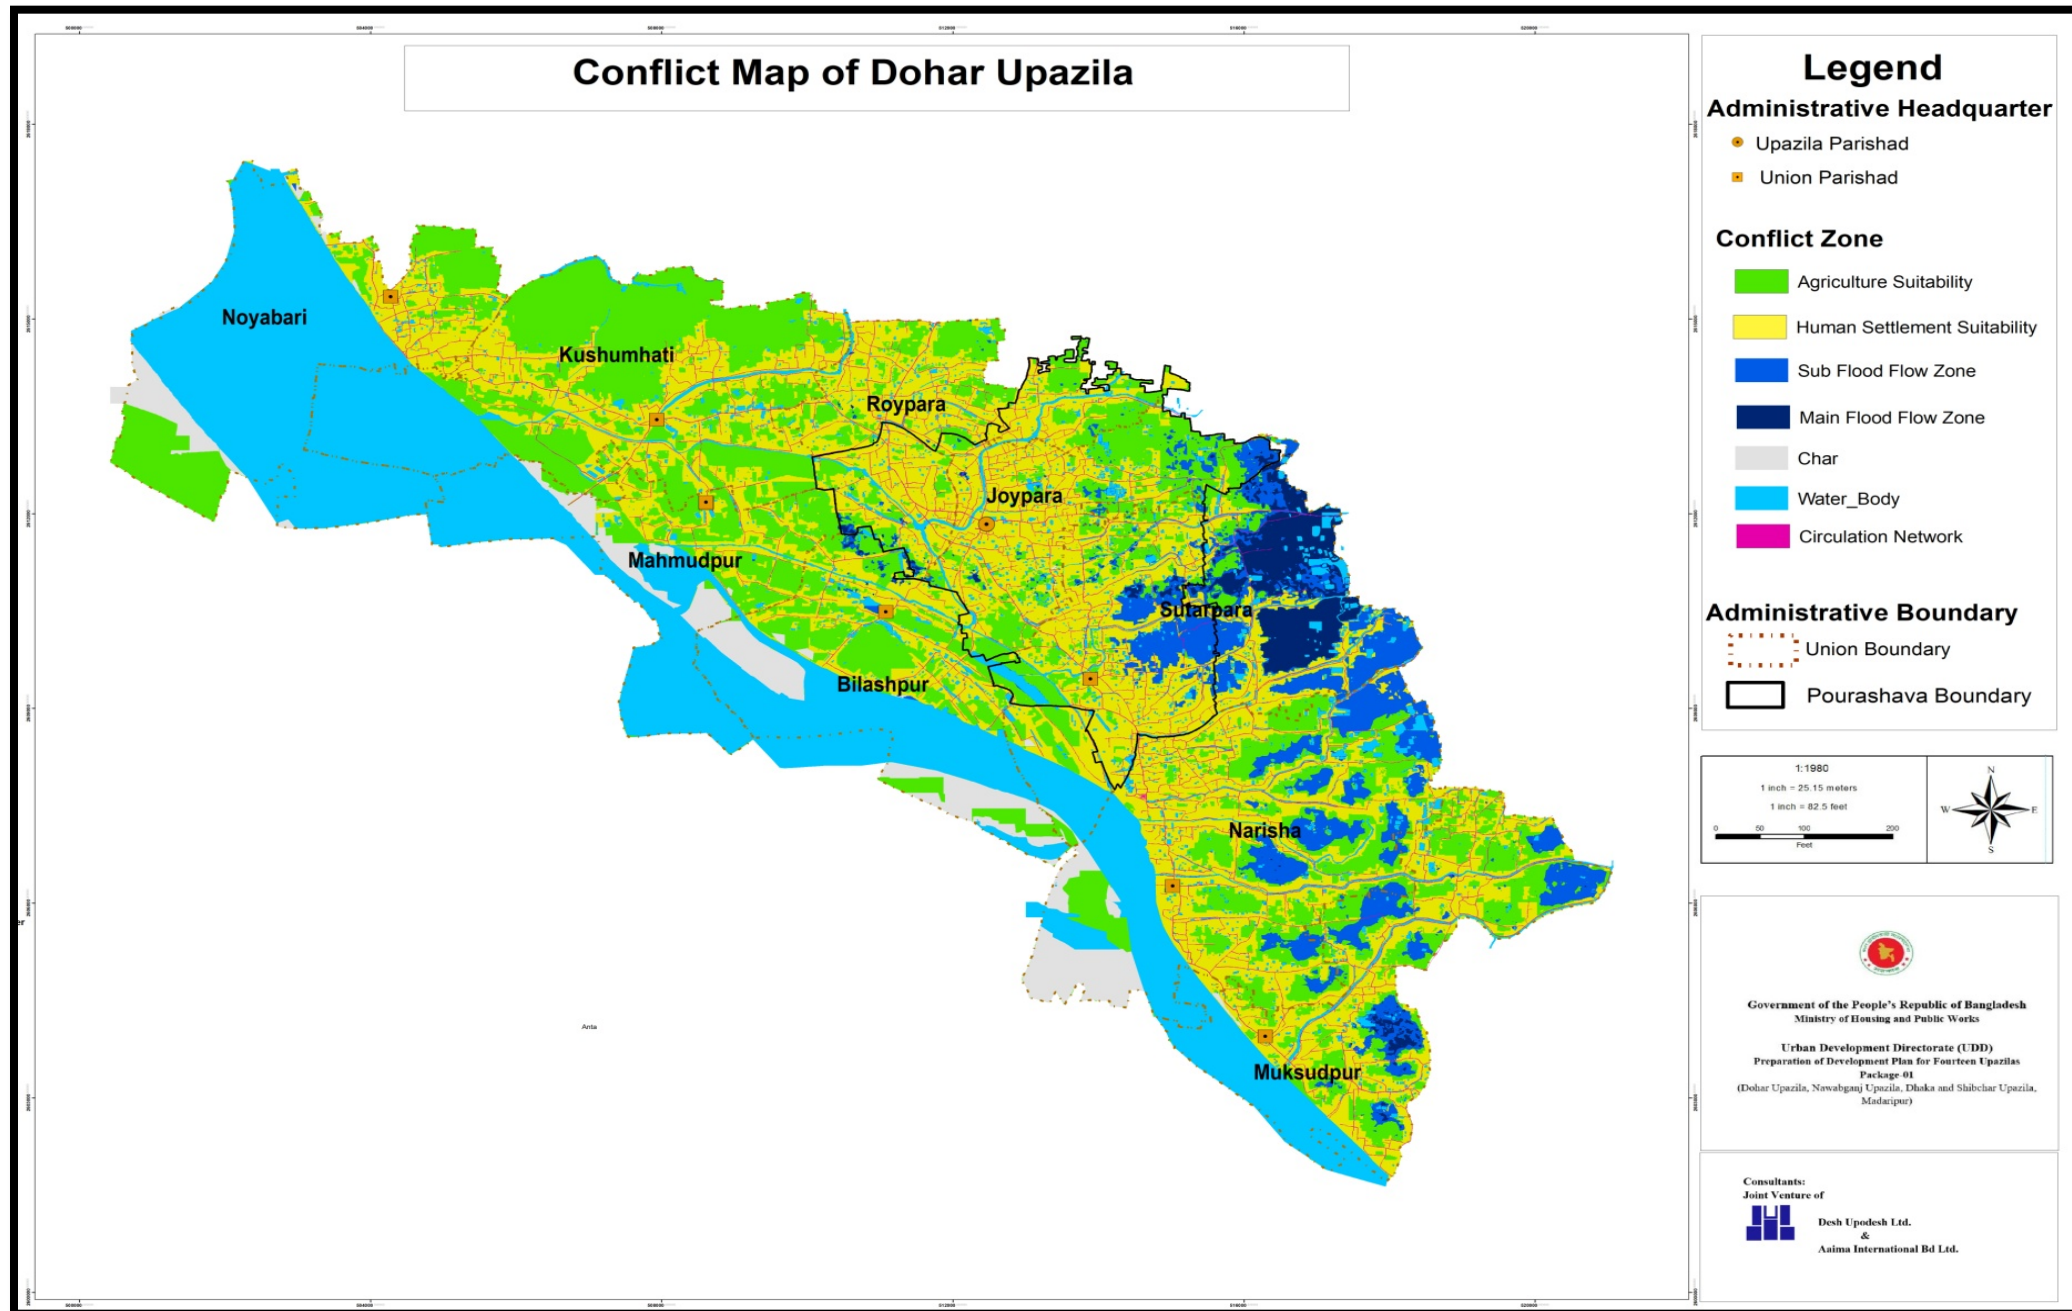 Conflict Map of Dohar Upazila
Noyabari
Kushumhati
Roypara
Joypara
Mahmudpur
Sutarpara
Bilashpur
Narisha
Muksudpur
Arria
er
Legend
Administrative Headquarter
Upazila Parishad
Union Parishad
Conflict Zone
Agriculture Suitability
Human Settlement Suitability
Sub Flood Flow Zone
Main Flood Flow Zone
Char
Water_Body
Circulation Network
Administrative Boundary
Union Boundary
Pourashava Boundary
1:1980
1 inch = 25.15 meters
1 inch = 82.5 feet
0 50 100 200
Feet
N
W E
S
Government of the People's Republic of Bangladesh
Ministry of Housing and Public Works
Urban Development Directorate (UDD)
Preparation of Development Plan for Fourteen Upazilas
Package-01
(Dohar Upazila, Nawabganj Upazila, Dhaka and Shibchar Upazila,
Madaripur)
Consultants:
Joint Venture of
Desh Upodesh Ltd.
&
Aaima International Bd Ltd.